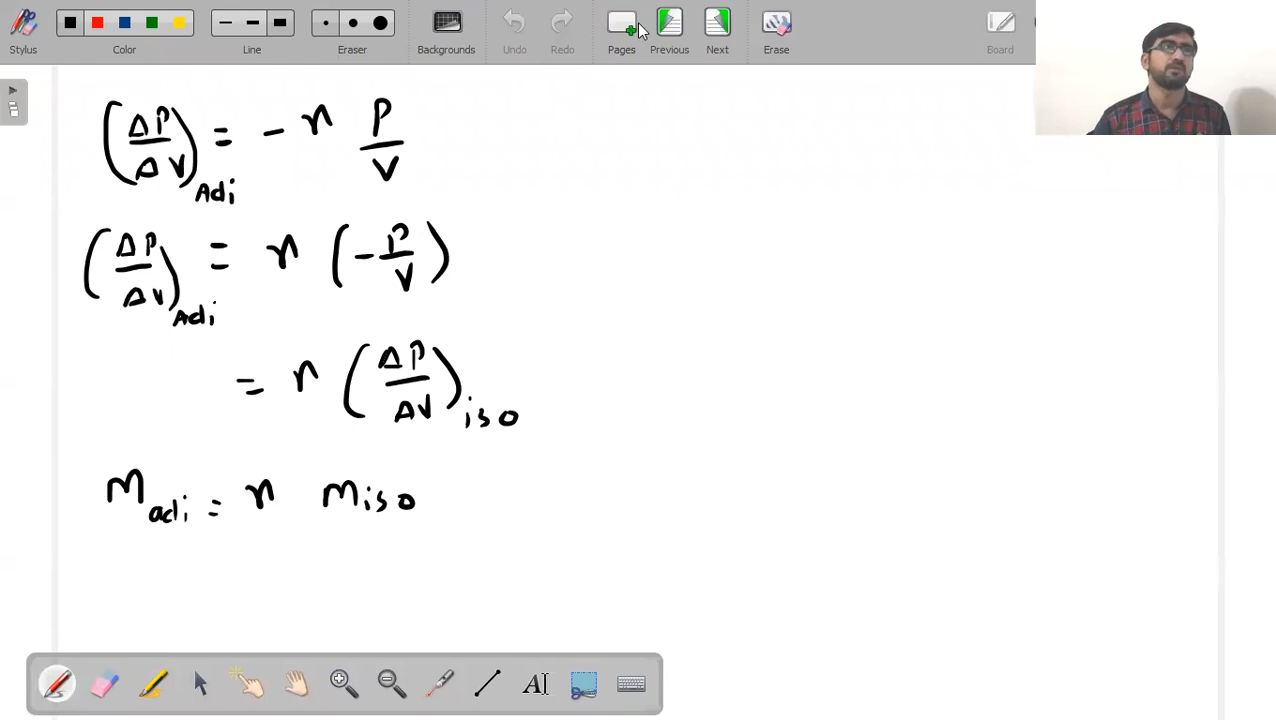 Stylus Color Line Eraser Backgrounds Undo Redo Pages Previous Next Erase Board
(ΔP/ΔV)Adi = - r P/V
(ΔP/ΔV)Adi = r (-P/V)
= r (ΔP/ΔV)iso
Madi = r miso